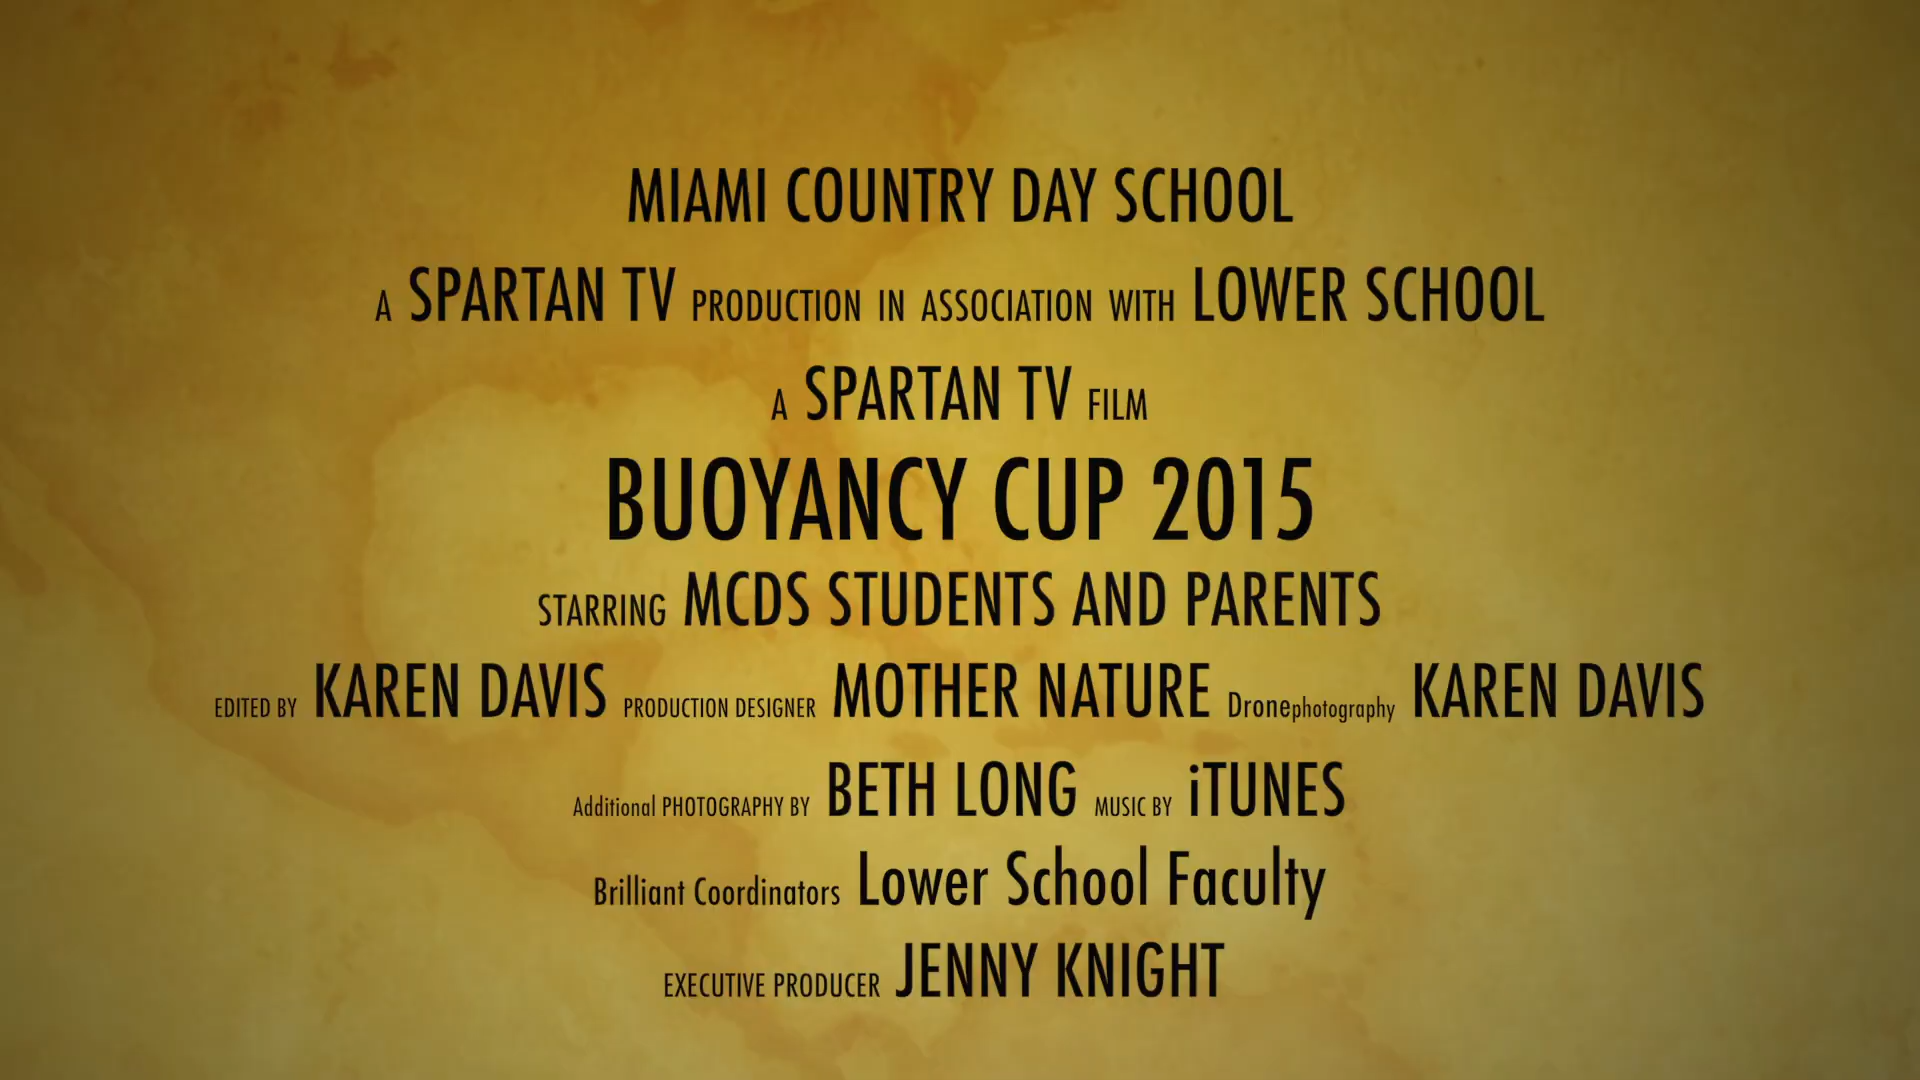 MIAMI COUNTRY DAY SCHOOL
A SPARTAN TV PRODUCTION IN ASSOCIATION WITH LOWER SCHOOL
A SPARTAN TV FILM
BUOYANCY CUP 2015
STARRING MCDS STUDENTS AND PARENTS
EDITED BY KAREN DAVIS PRODUCTION DESIGNER MOTHER NATURE Dronephotography KAREN DAVIS
Additional PHOTOGRAPHY BY BETH LONG MUSIC BY iTUNES
Brilliant Coordinators Lower School Faculty
EXECUTIVE PRODUCER JENNY KNIGHT